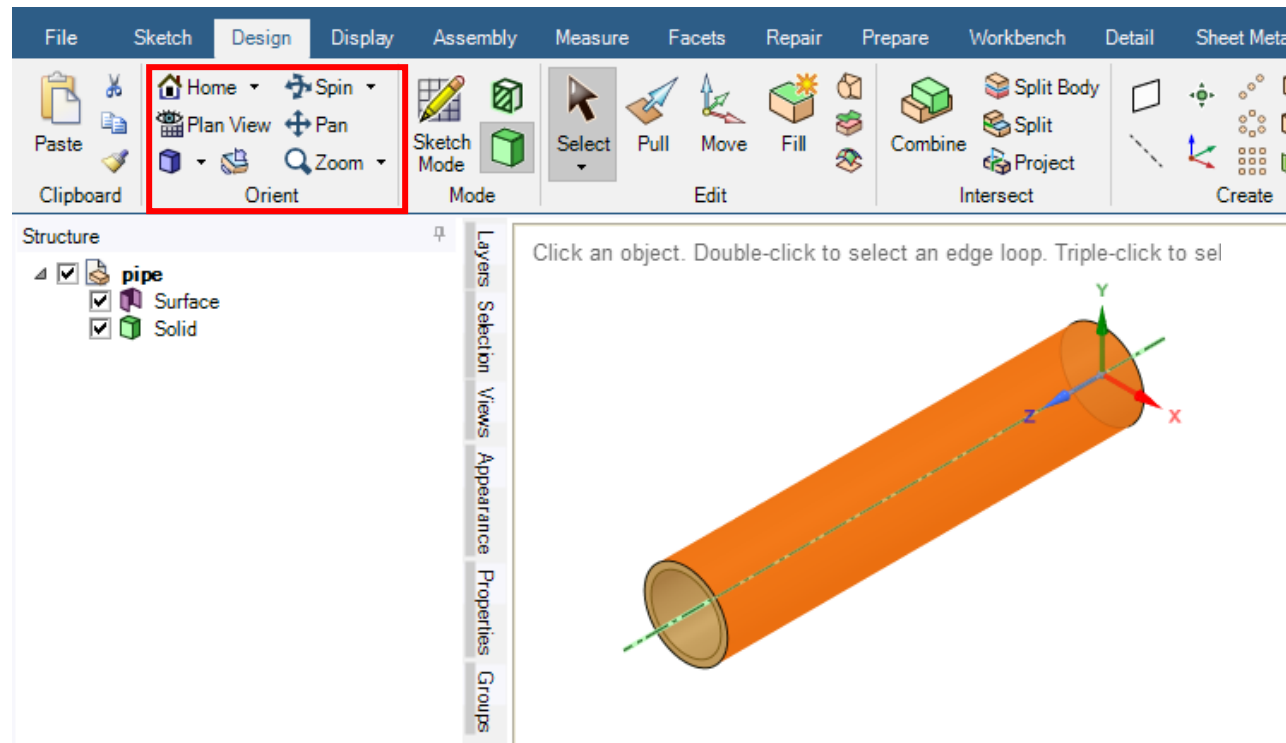 File Sketch Design Display Assembly Measure Facets Repair Prepare Workbench Detail Sheet Meta
Paste
Clipboard
Home Spin
Plan View Pan
Zoom
Orient
Sketch
Mode
Mode
Select Pull Move Fill
Edit
Combine
Split Body
Split
Project
Intersect
Create
Structure
pipe
Surface
Solid
Layers
Selection
Views
Appearance
Properties
Groups
Click an object. Double-click to select an edge loop. Triple-click to sel
Y
Z
X